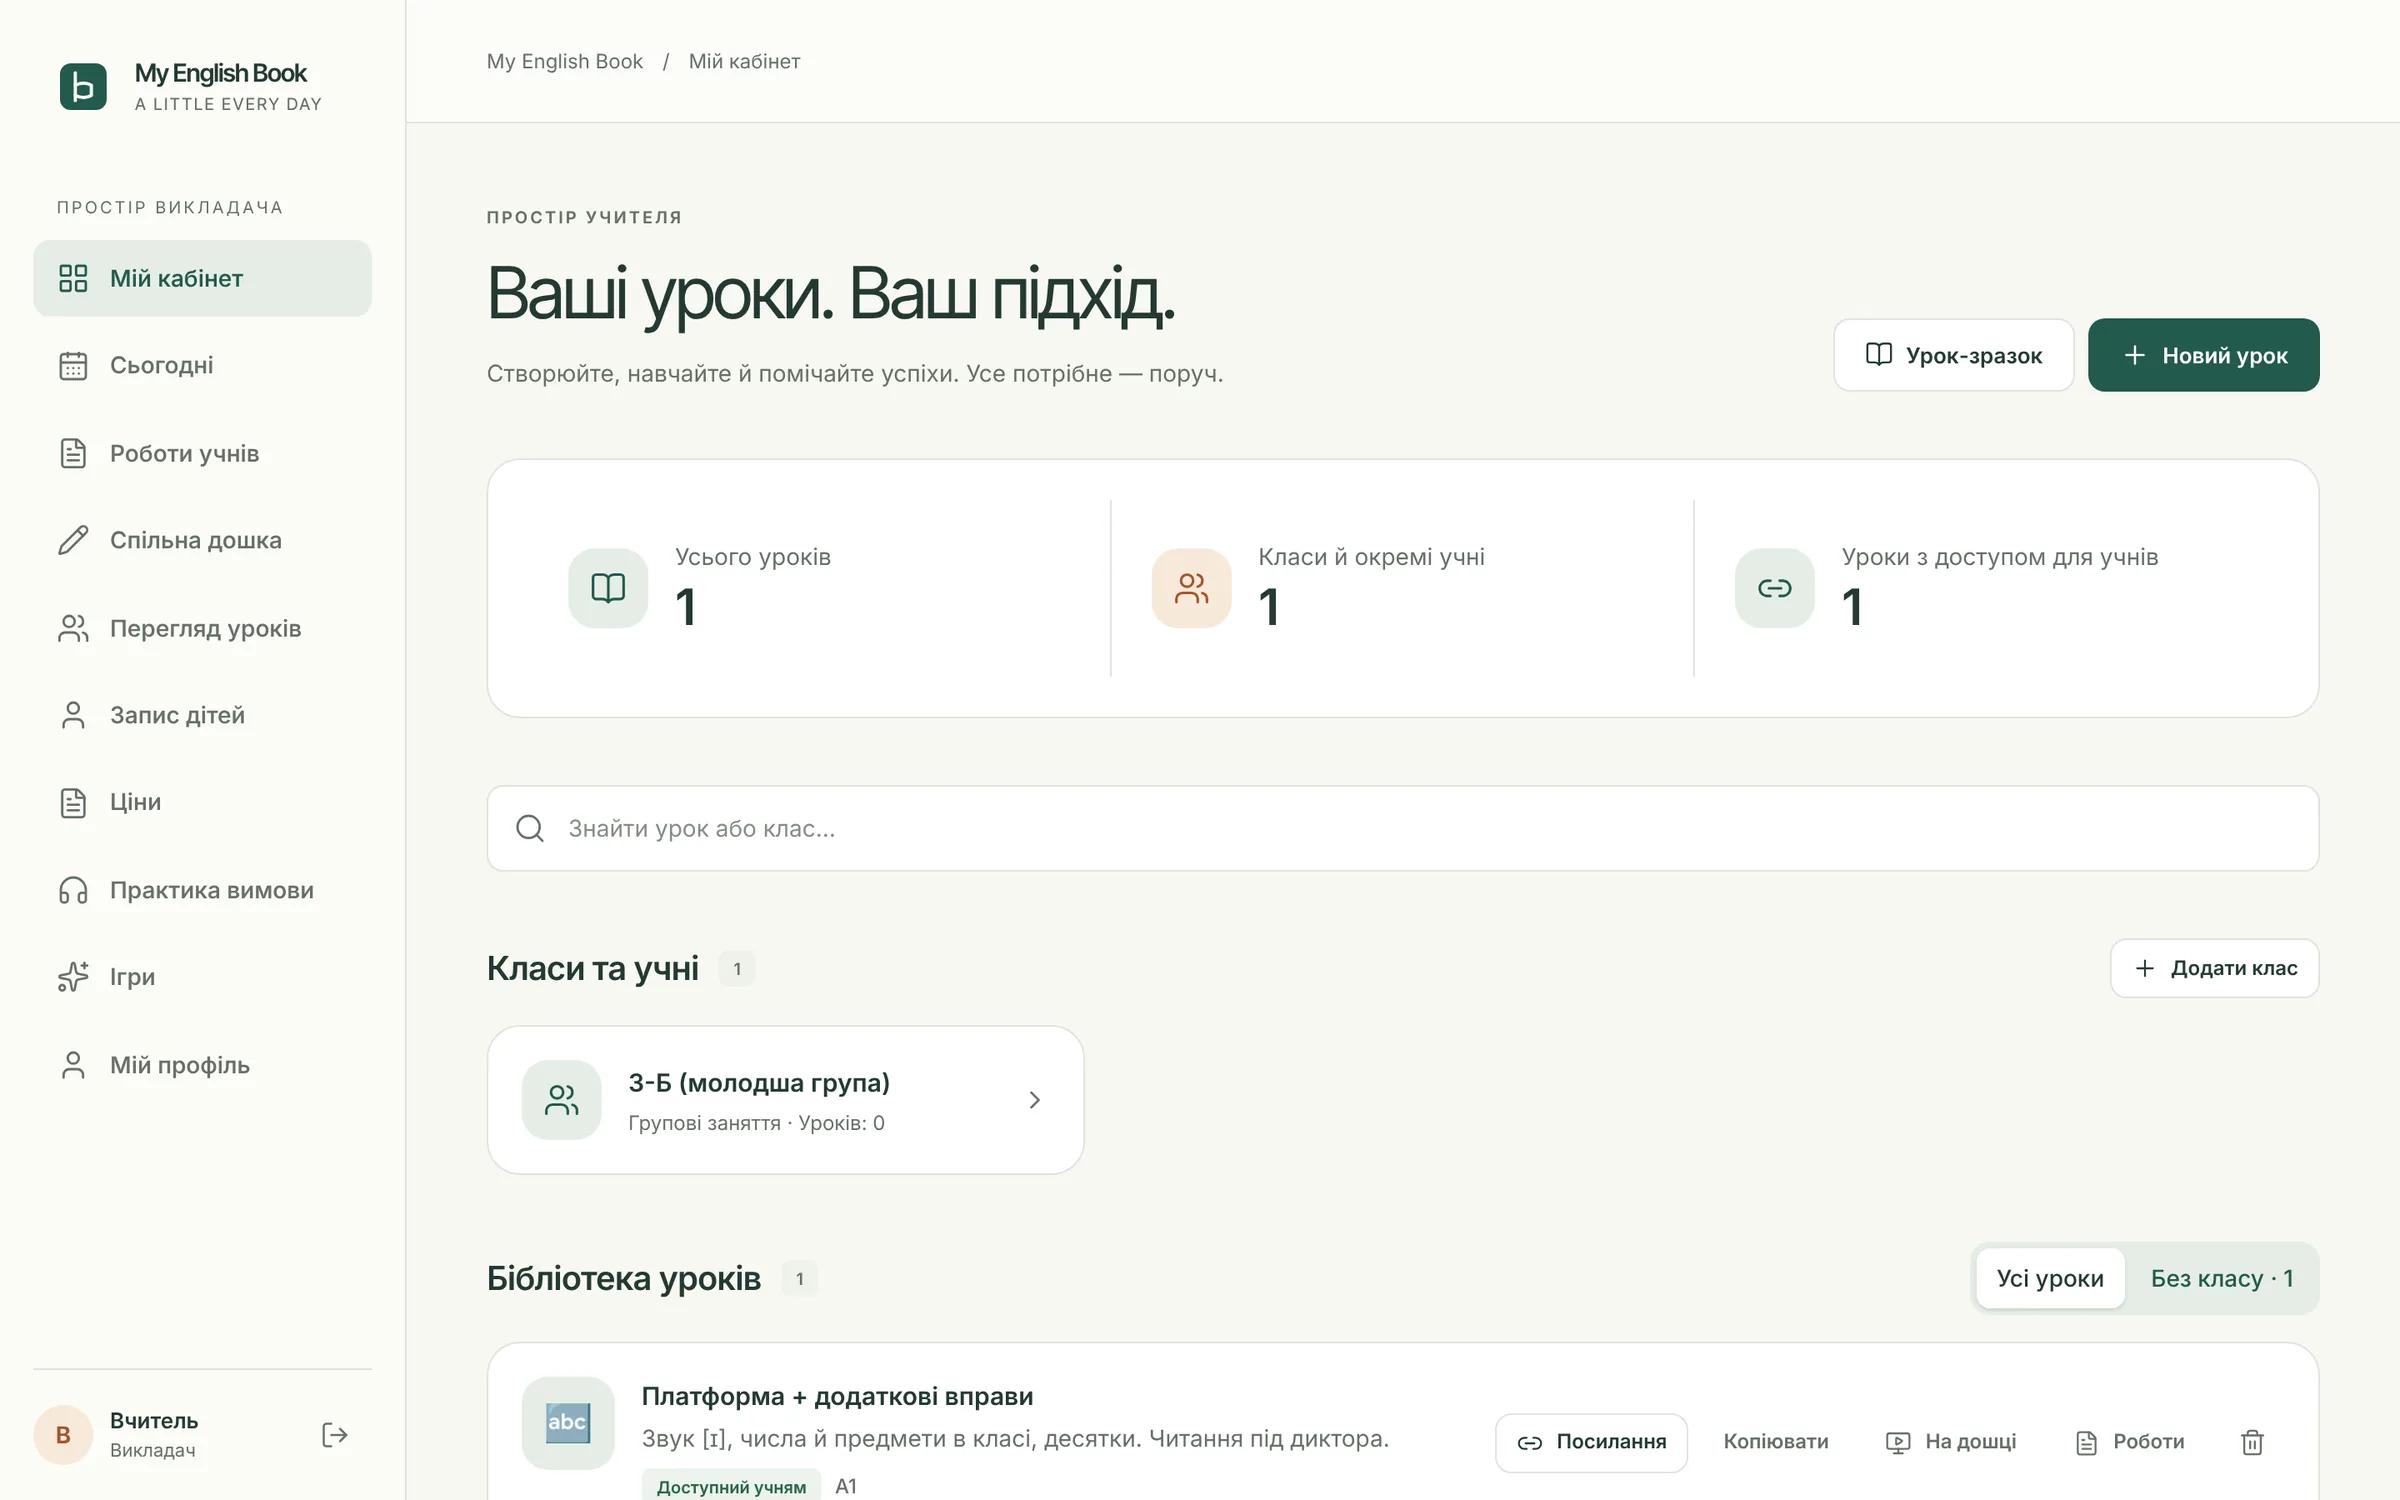 My English Book
A LITTLE EVERY DAY
ПРОСТІР ВИКЛАДАЧА
Мій кабінет
Сьогодні
Роботи учнів
Спільна дошка
Перегляд уроків
Запис дітей
Ціни
Практика вимови
Ігри
Мій профіль
В
Вчитель
Викладач
My English Book / Мій кабінет
ПРОСТІР УЧИТЕЛЯ
Ваші уроки. Ваш підхід.
Створюйте, навчайте й помічайте успіхи. Усе потрібне — поруч.
Урок-зразок
Новий урок
Усього уроків
1
Класи й окремі учні
1
Уроки з доступом для учнів
1
Знайти урок або клас...
Класи та учні 1
Додати клас
3-Б (молодша група)
Групові заняття · Уроків: 0
Бібліотека уроків 1
Усі уроки
Без класу · 1
abc
Платформа + додаткові вправи
Звук [ɪ], числа й предмети в класі, десятки. Читання під диктора.
Доступний учням A1
Посилання
Копіювати
На дошці
Роботи